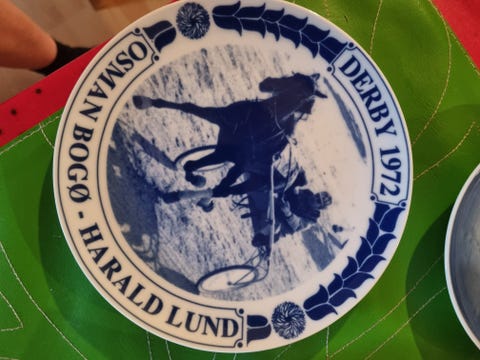 OSMAN BOGØ - HARALD LUND
DERBY 1972